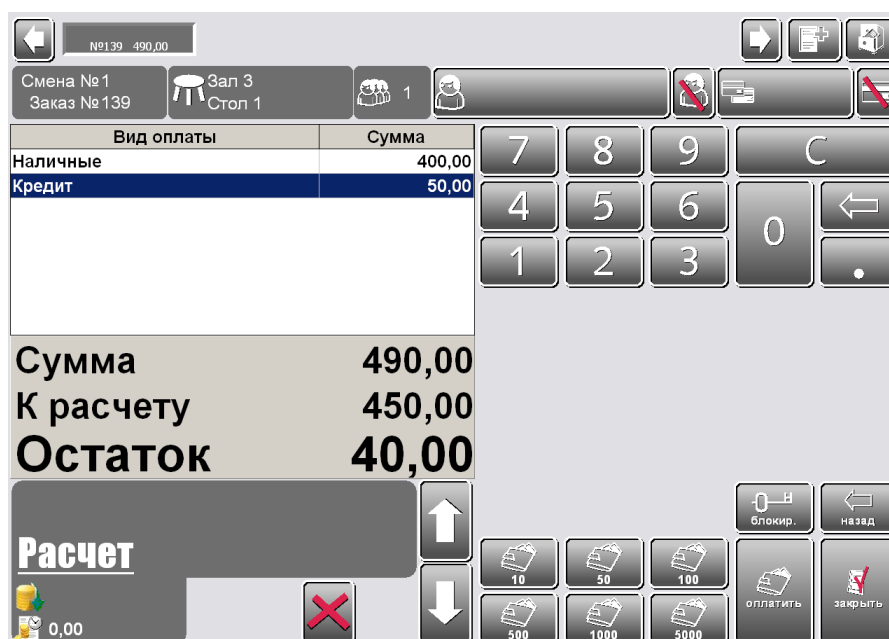 №139 490,00
Смена №1
Заказ №139
Зал 3
Стол 1
1
Вид оплаты Сумма
Наличные 400,00
Кредит 50,00
Сумма 490,00
К расчету 450,00
Остаток 40,00
7 8 9 C
4 5 6 0
1 2 3 .
Расчет
0,00
блокир. назад
10 50 100
оплатить закрыть
500 1000 5000